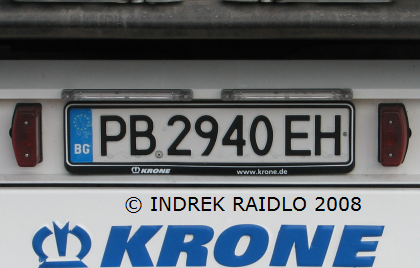 BG PB 2940 EH
KRONE www.krone.de
© INDREK RAIDLO 2008
KRONE